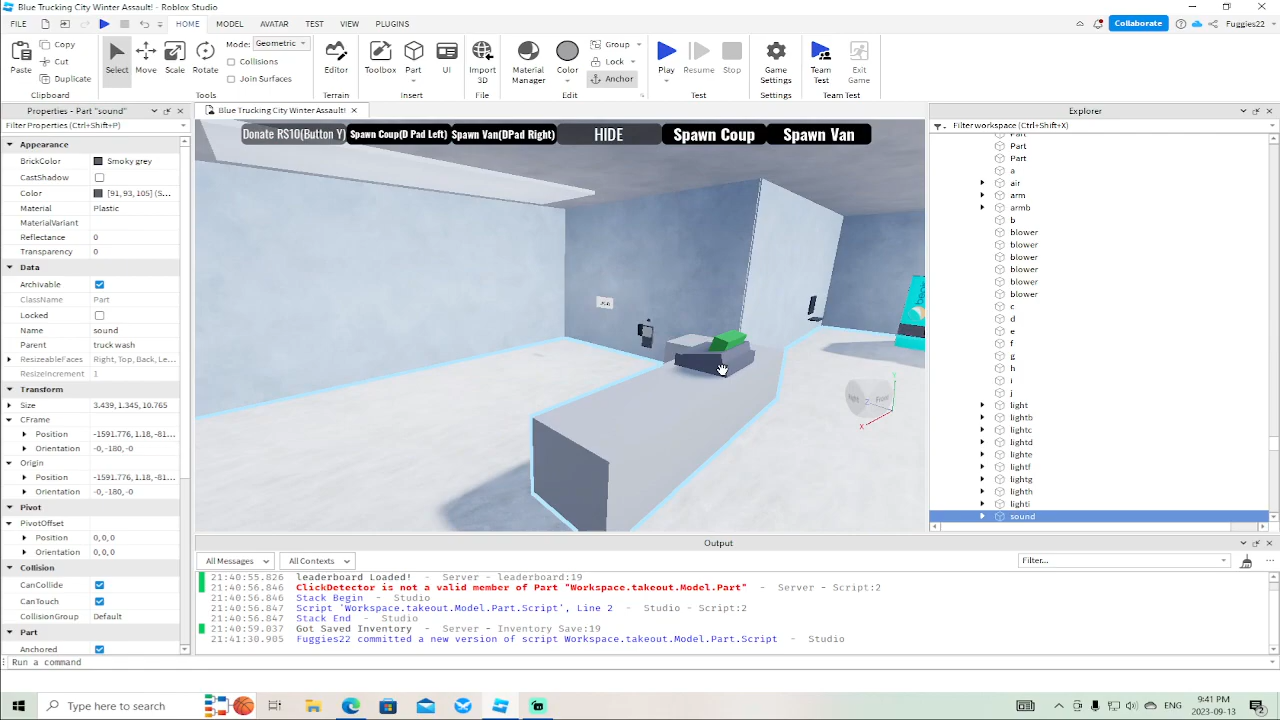 Blue Trucking City Winter Assault! - Roblox Studio
FILE HOME MODEL AVATAR TEST VIEW PLUGINS Collaborate Fuggies22
Paste Copy Cut Duplicate Select Move Scale Rotate Mode: Geometric Collisions Join Surfaces Editor Toolbox Part UI Import 3D Material Manager Color Group Lock Anchor Play Resume Stop Game Settings Team Test Exit Game
Clipboard Tools Terrain Insert File Edit Test Settings Team Test
Properties - Part "sound"
Filter Properties (Ctrl+Shift+P)
Appearance
BrickColor Smoky grey
CastShadow
Color [91, 93, 105] (S...
Material Plastic
MaterialVariant
Reflectance 0
Transparency 0
Data
Archivable
ClassName Part
Locked
Name sound
Parent truck wash
ResizeableFaces Right, Top, Back, Le...
ResizeIncrement 1
Transform
Size 3.439, 1.345, 10.765
CFrame
Position -1591.776, 1.18, -81...
Orientation -0, -180, -0
Origin
Position -1591.776, 1.18, -81...
Orientation -0, -180, -0
Pivot
PivotOffset
Position 0, 0, 0
Orientation 0, 0, 0
Collision
CanCollide
CanTouch
CollisionGroup Default
Part
Anchored
Blue Trucking City Winter Assault!
Donate RS10(Button Y) Spawn Coup(D Pad Left) Spawn Van(DPad Right) HIDE Spawn Coup Spawn Van
Explorer
Filter workspace (Ctrl+Shift+X)
Part
Part
Part
a
air
arm
armb
b
blower
blower
blower
blower
blower
blower
c
d
e
f
g
h
i
j
light
lightb
lightc
lightd
lighte
lightf
lightg
lighth
lighti
sound
Output
All Messages All Contexts Filter...
21:40:55.826 leaderboard Loaded! - Server - leaderboard:19
21:40:56.846 ClickDetector is not a valid member of Part "Workspace.takeout.Model.Part" - Server - Script:2
21:40:56.846 Stack Begin - Studio
21:40:56.847 Script 'Workspace.takeout.Model.Part.Script', Line 2 - Studio - Script:2
21:40:56.847 Stack End - Studio
21:40:59.037 Got Saved Inventory - Server - Inventory Save:19
21:41:30.905 Fuggies22 committed a new version of script Workspace.takeout.Model.Part.Script - Studio
Run a command
Type here to search
ENG 9:41 PM
2023-09-13
2